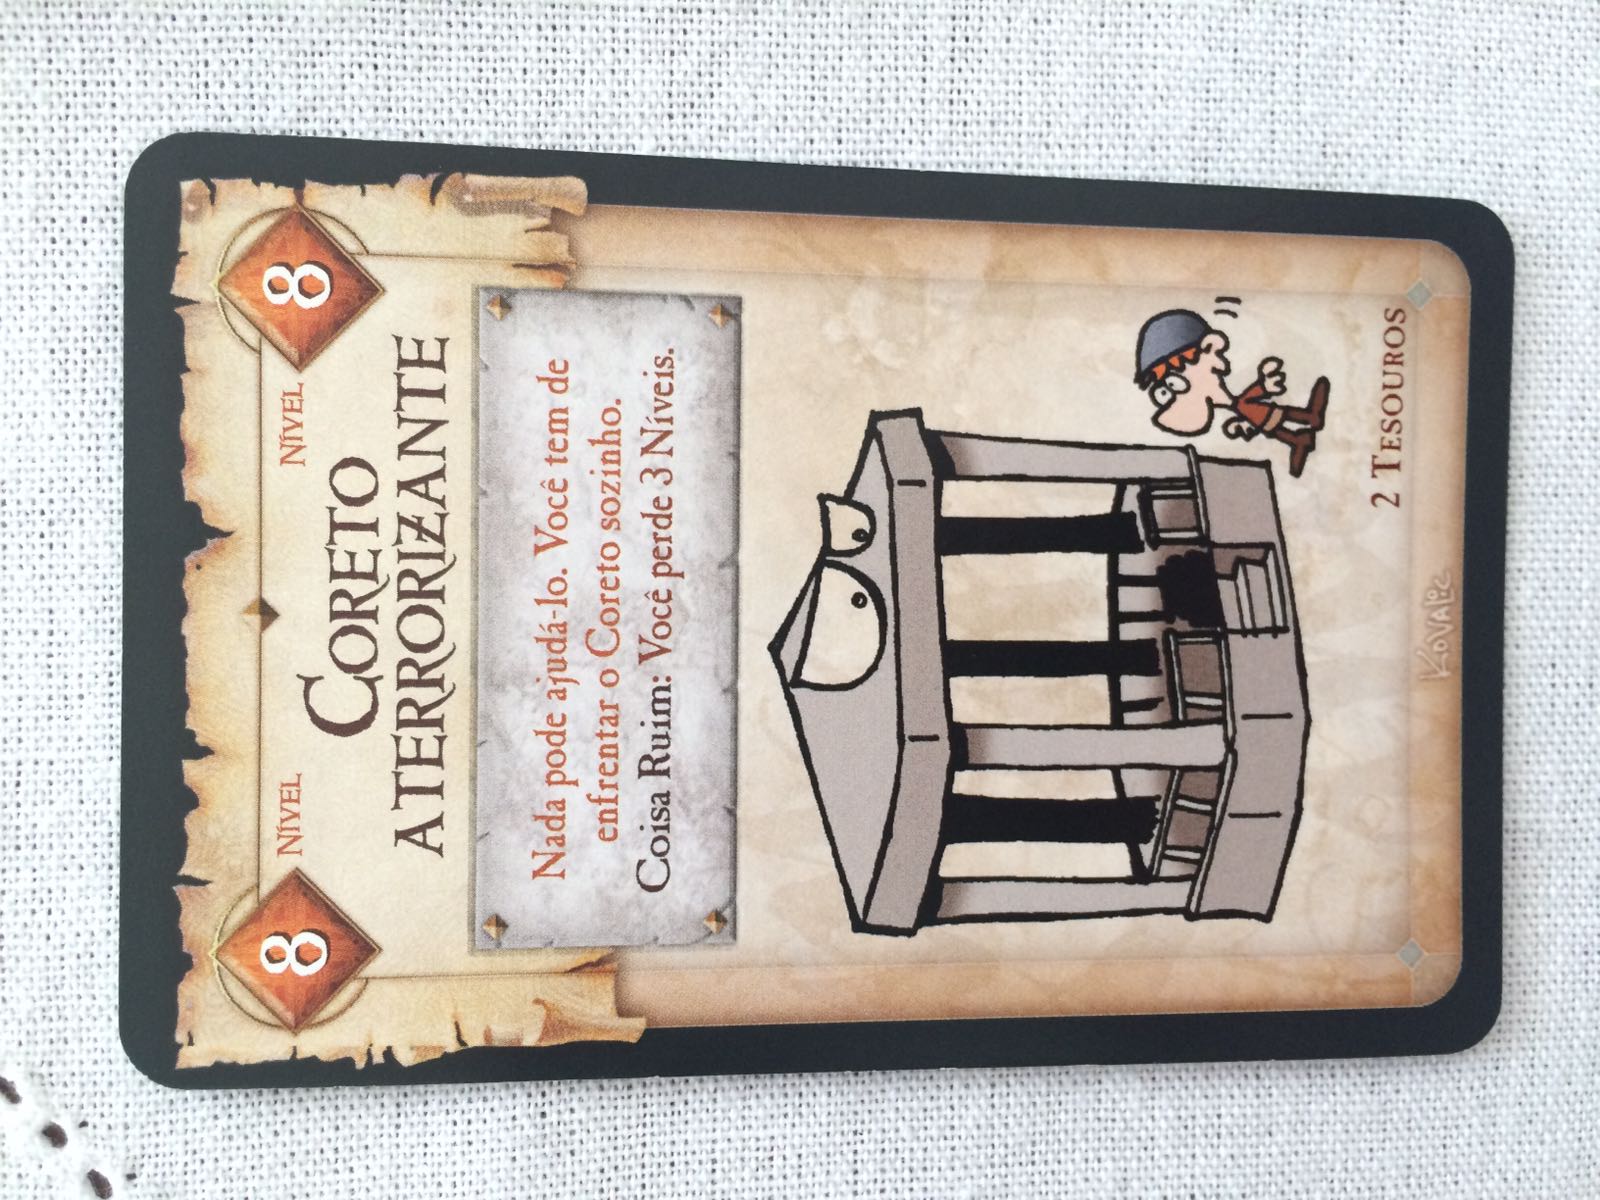 8 NÍVEL NÍVEL 8
CORETO
ATERRORIZANTE
Nada pode ajudá-lo. Você tem de
enfrentar o Coreto sozinho.
Coisa Ruim: Você perde 3 Níveis.
2 TESOUROS
KOVALIC